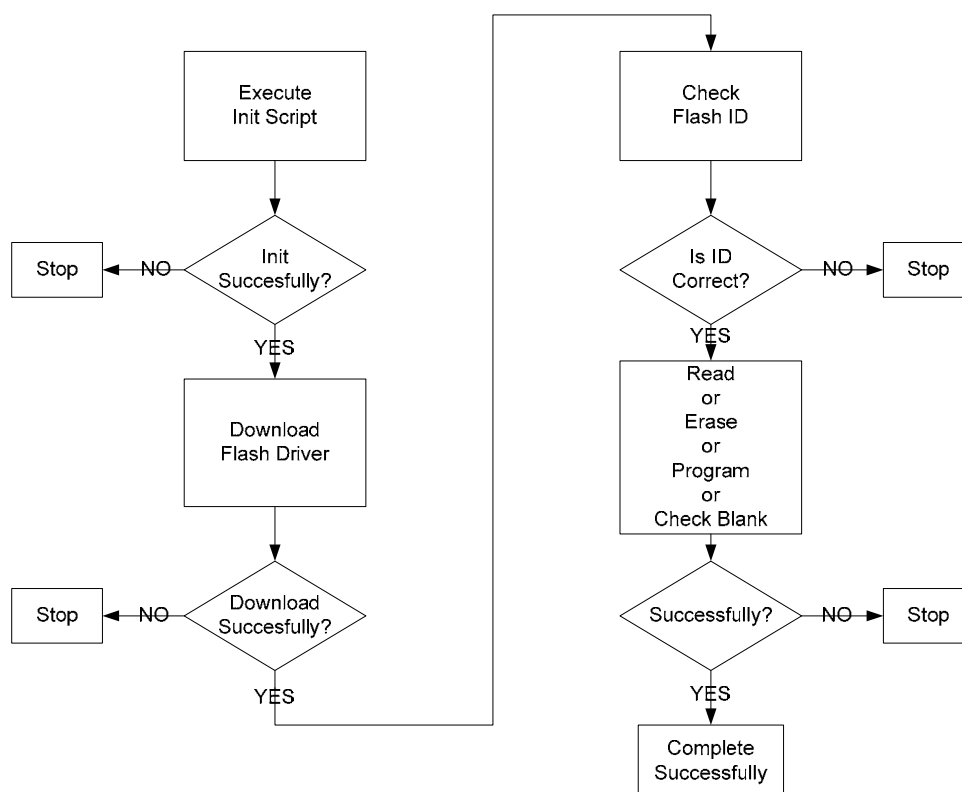 Execute
Init Script
Init
Succesfully?
NO
Stop
YES
Download
Flash Driver
Download
Succesfully?
NO
Stop
YES
Check
Flash ID
Is ID
Correct?
NO
Stop
YES
Read
or
Erase
or
Program
or
Check Blank
Successfully?
NO
Stop
YES
Complete
Successfully